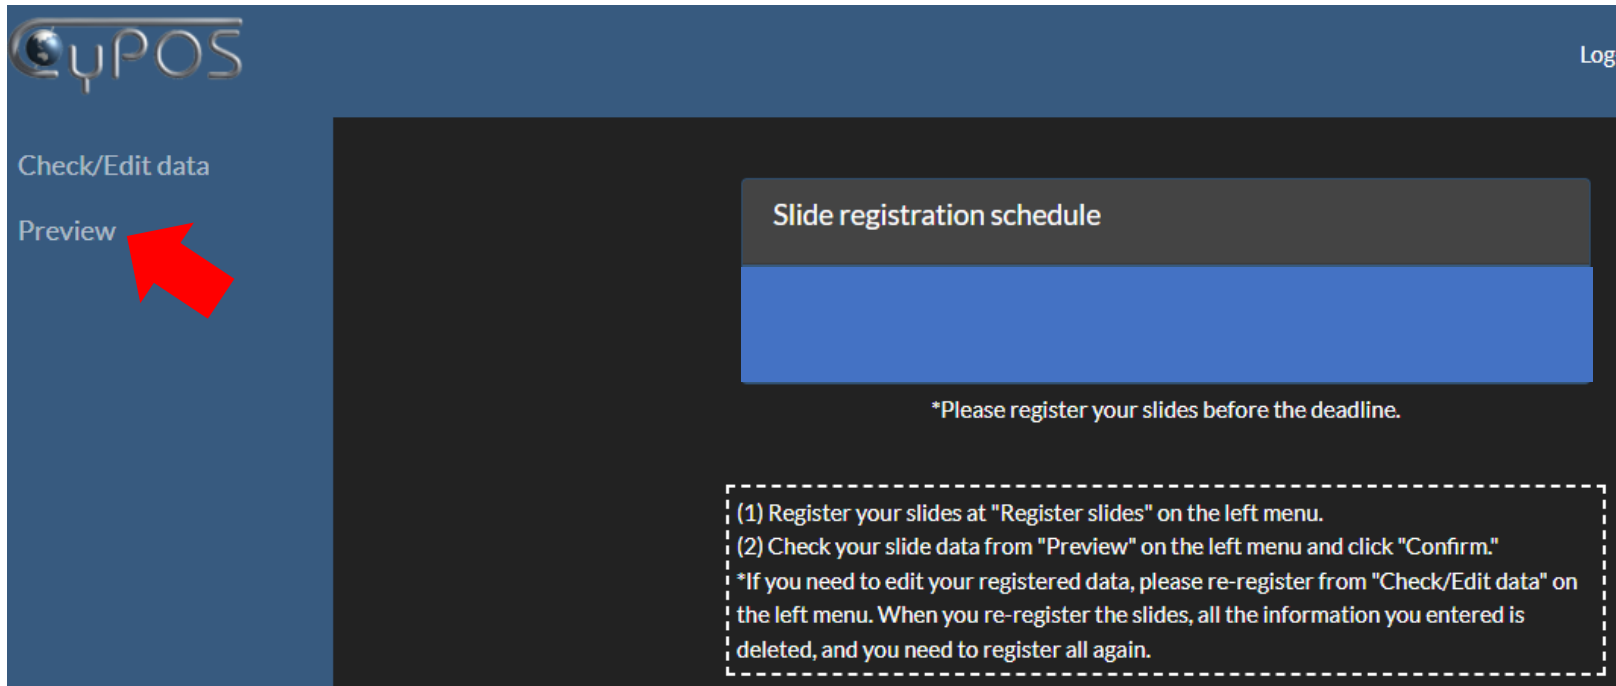 CyPOS
Log
Check/Edit data
Preview
Slide registration schedule
*Please register your slides before the deadline.
(1) Register your slides at "Register slides" on the left menu.
(2) Check your slide data from "Preview" on the left menu and click "Confirm."
*If you need to edit your registered data, please re-register from "Check/Edit data" on
the left menu. When you re-register the slides, all the information you entered is
deleted, and you need to register all again.